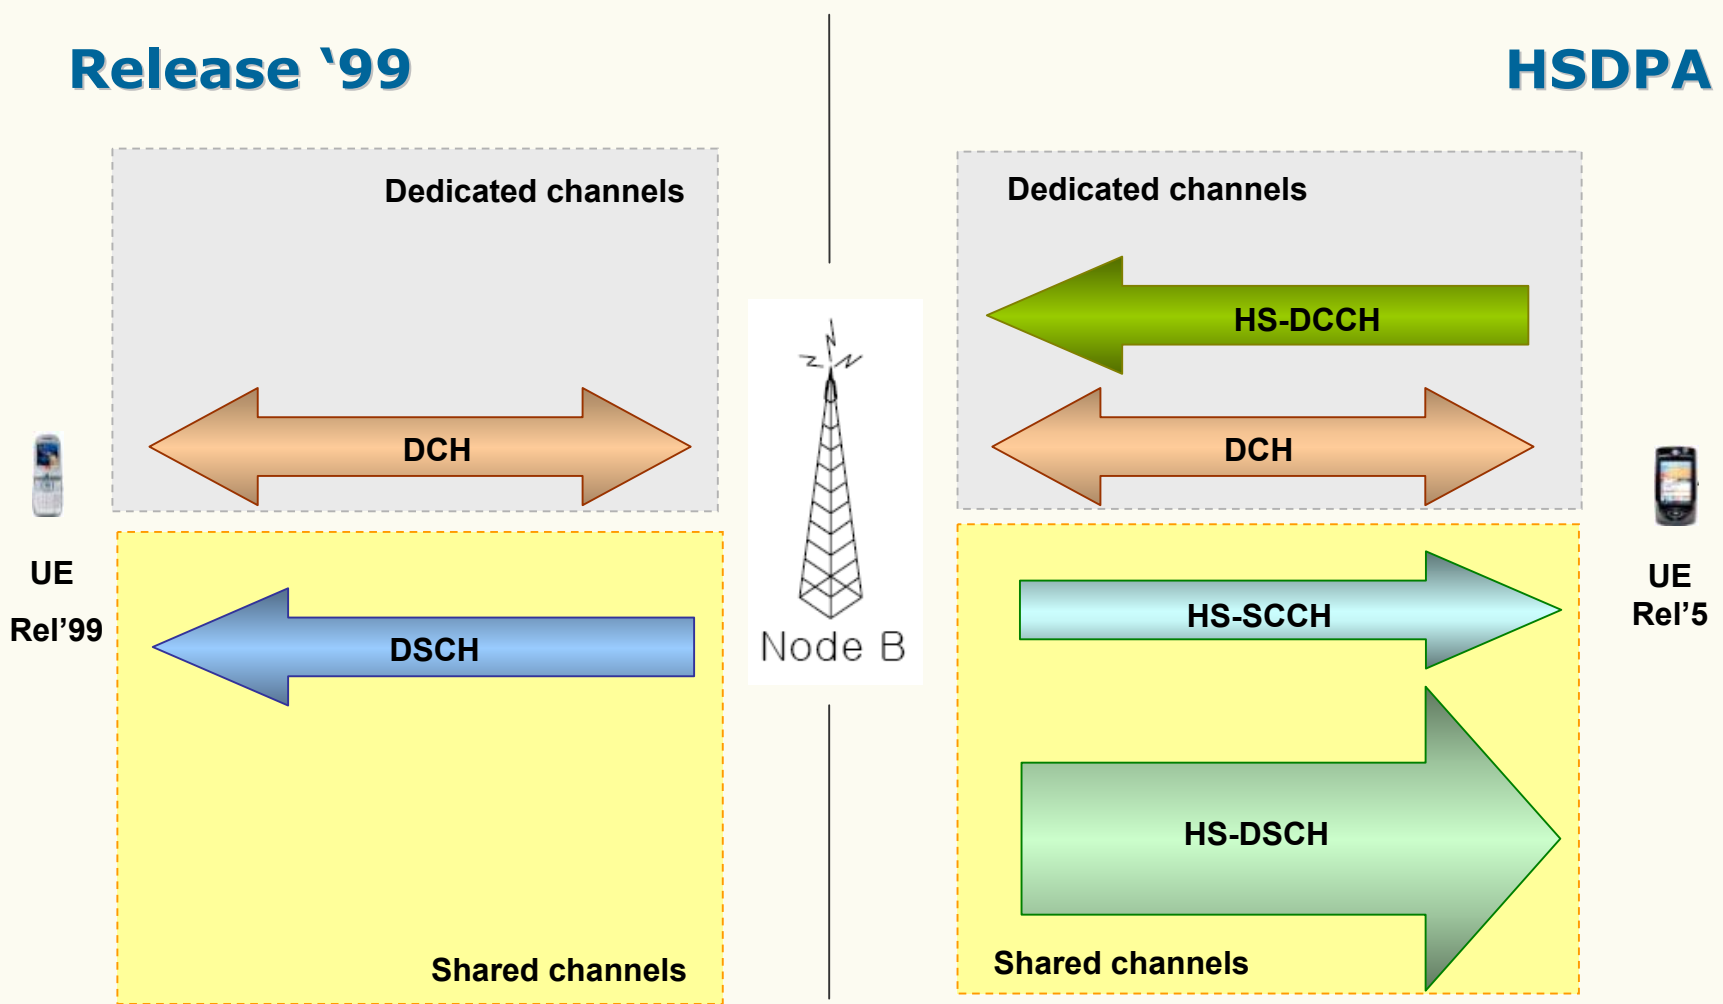 Release ‘99
HSDPA
Dedicated channels
Dedicated channels
HS-DCCH
DCH
DCH
UE
Rel’99
UE
Rel’5
DSCH
Node B
HS-SCCH
HS-DSCH
Shared channels
Shared channels